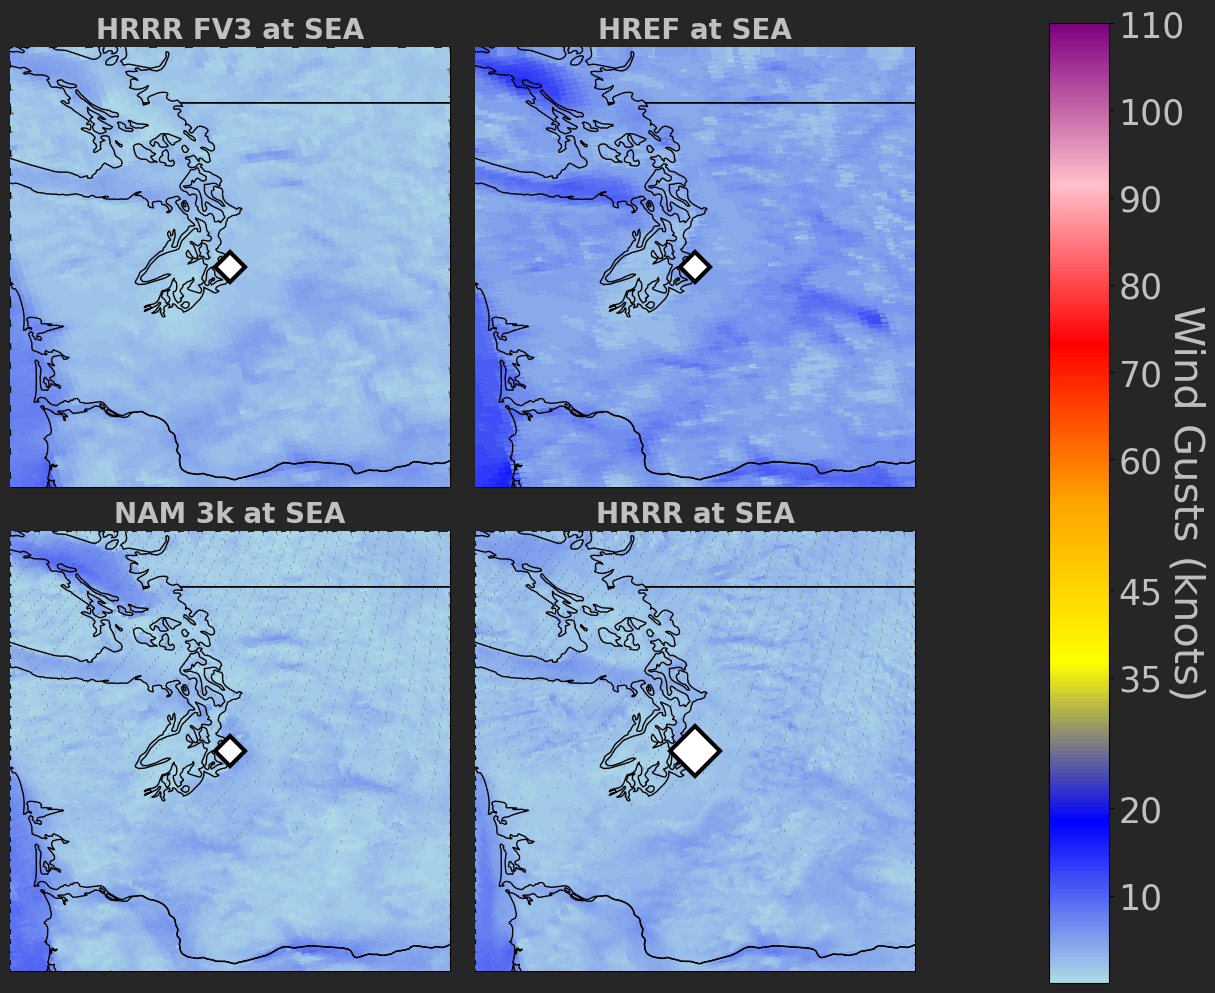 HRRR FV3 at SEA
HREF at SEA
NAM 3k at SEA
HRRR at SEA
110
100
90
80
70
60
45
35
20
10
Wind Gusts (knots)